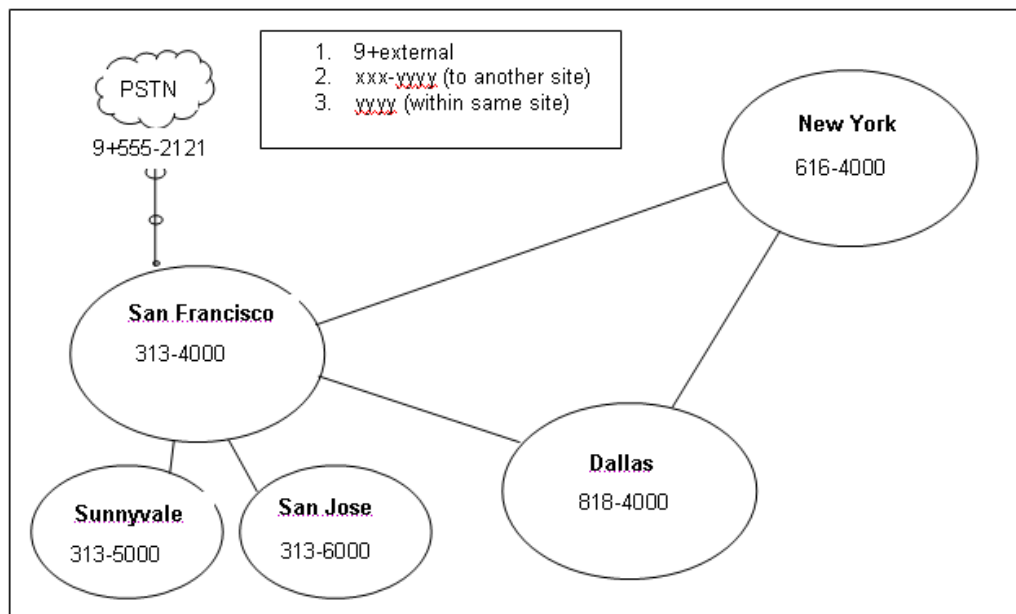 1. 9+external
2. xxx-yyyy (to another site)
3. yyyy (within same site)
PSTN
9+555-2121
New York
616-4000
San Francisco
313-4000
Dallas
818-4000
Sunnyvale
313-5000
San Jose
313-6000